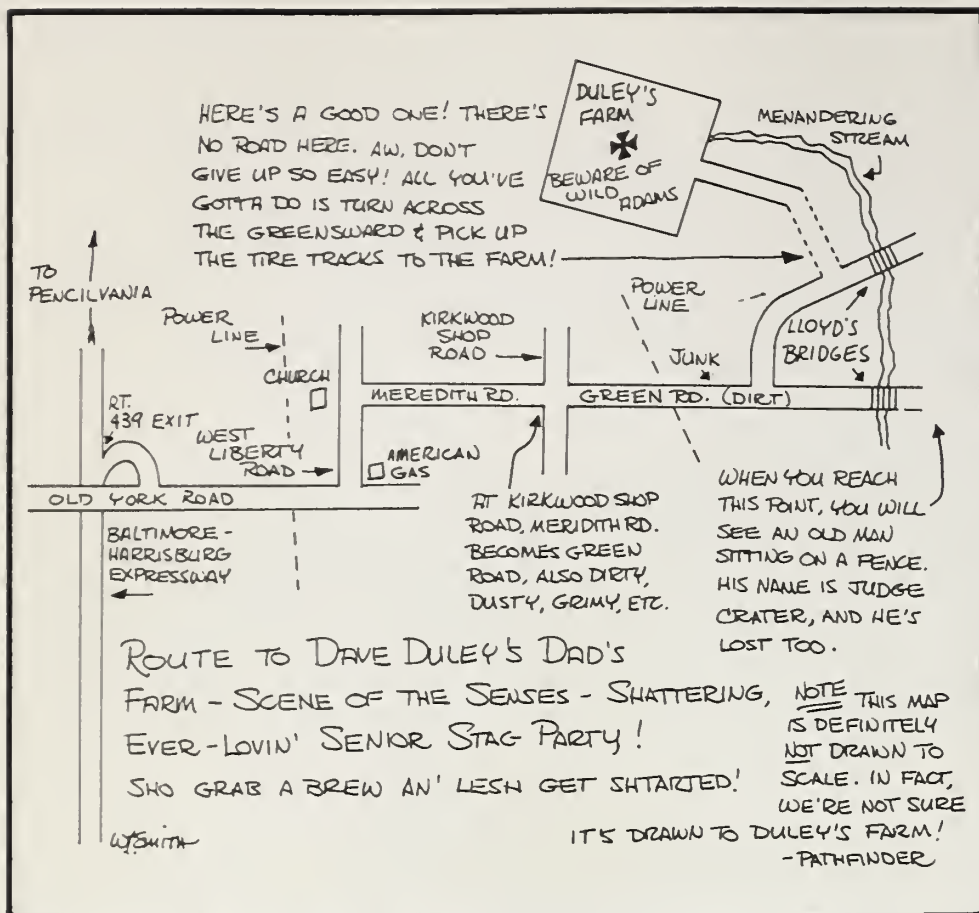 HERE'S A GOOD ONE! THERE'S
NO ROAD HERE. AW, DON'T
GIVE UP SO EASY! ALL YOU'VE
GOTTA DO IS TURN ACROSS
THE GREENSWARD & PICK UP
THE TIRE TRACKS TO THE FARM!
DULEY'S
FARM
BEWARE OF
WILD ADAMS
MENANDERING
STREAM
TO
PENCILVANIA
POWER
LINE
CHURCH
KIRKWOOD
SHOP
ROAD
POWER
LINE
JUNK
LLOYD'S
BRIDGES
RT.
439 EXIT
WEST
LIBERTY
ROAD
MEREDITH RD.
GREEN RD. (DIRT)
AMERICAN
GAS
OLD YORK ROAD
BALTIMORE-
HARRISBURG
EXPRESSWAY
AT KIRKWOOD SHOP
ROAD, MERIDITH RD.
BECOMES GREEN
ROAD, ALSO DIRTY,
DUSTY, GRIMY, ETC.
WHEN YOU REACH
THIS POINT, YOU WILL
SEE AN OLD MAN
SITTING ON A FENCE.
HIS NAME IS JUDGE
CRATER, AND HE'S
LOST TOO.
ROUTE TO DAVE DULEY'S DAD'S
FARM - SCENE OF THE SENSES - SHATTERING,
EVER-LOVIN' SENIOR STAG PARTY!
SHO GRAB A BREW AN' LESH GET SHTARTED!
NOTE THIS MAP
IS DEFINITELY
NOT DRAWN TO
SCALE. IN FACT,
WE'RE NOT SURE
IT'S DRAWN TO DULEY'S FARM!
-PATHFINDER
W.P. SMITH